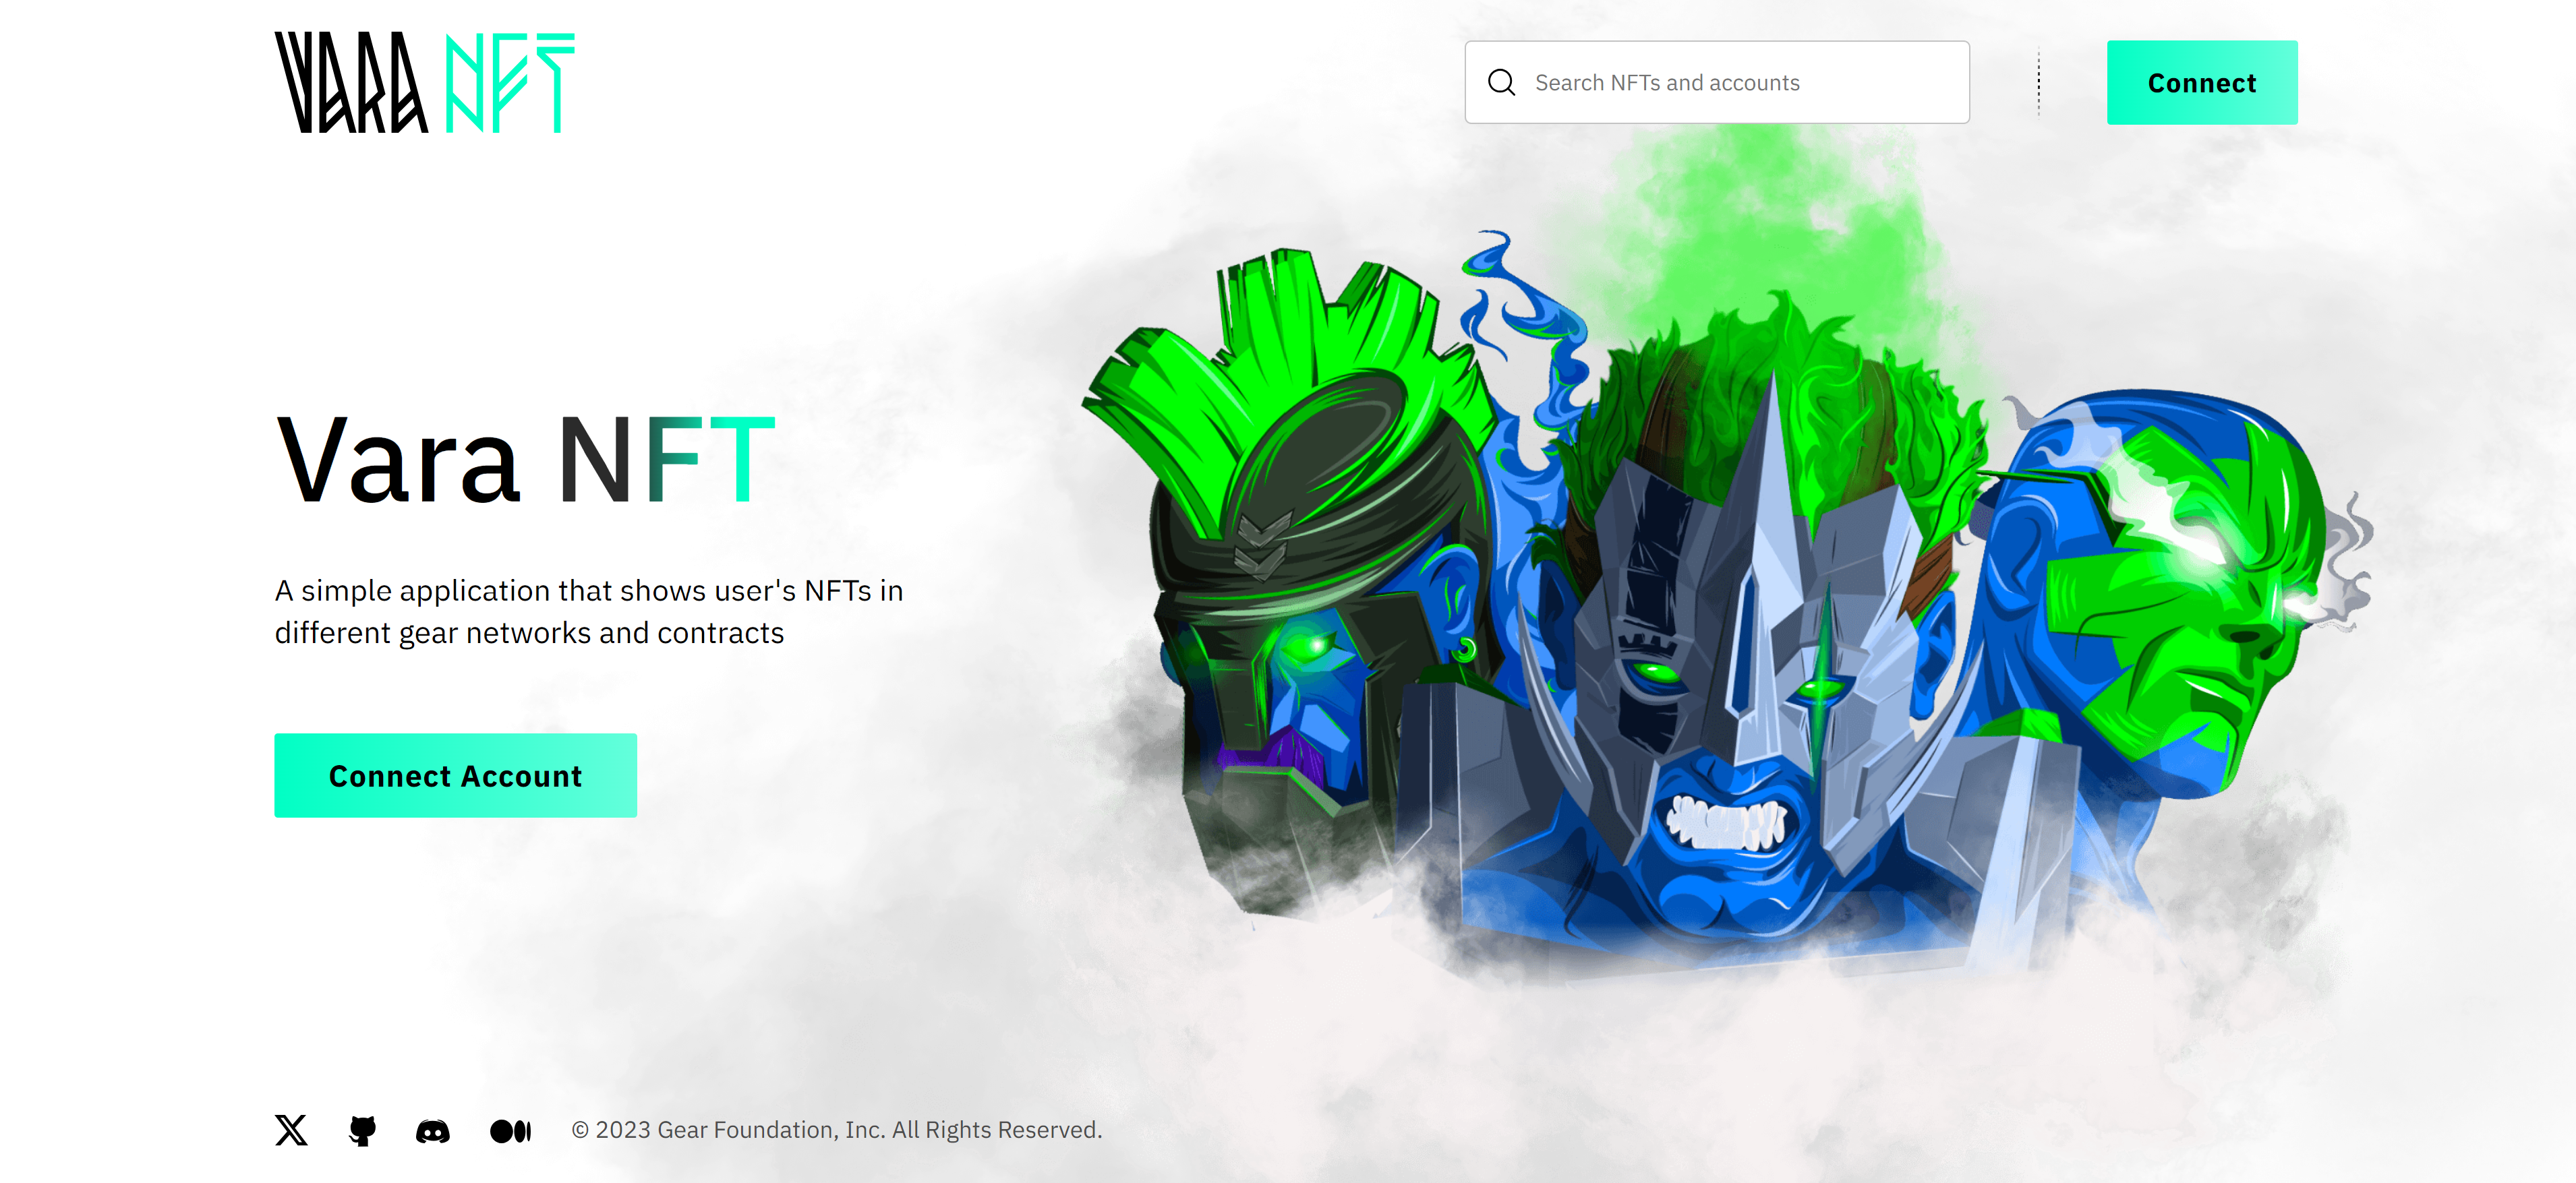 VARA NFT
Search NFTs and accounts
Connect
Vara NFT
A simple application that shows user's NFTs in
different gear networks and contracts
Connect Account
© 2023 Gear Foundation, Inc. All Rights Reserved.